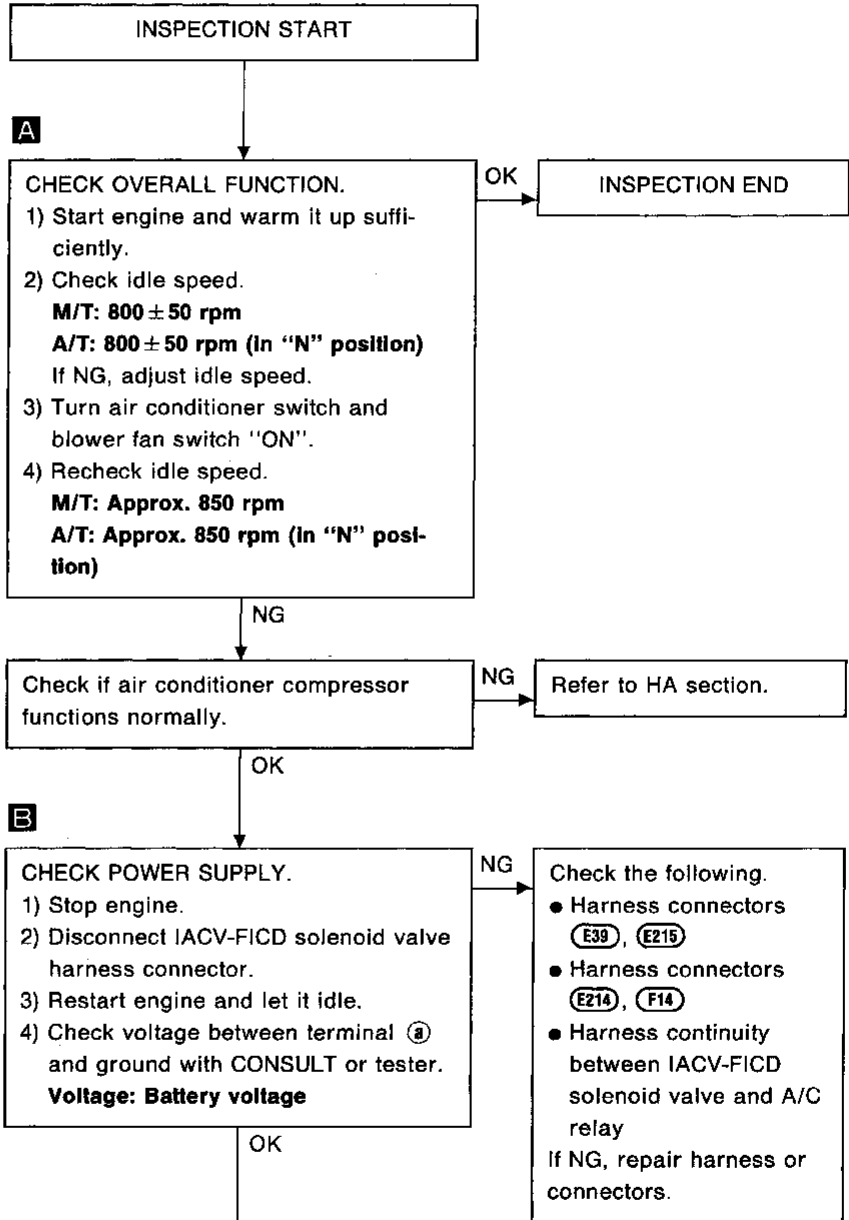 INSPECTION START
A
CHECK OVERALL FUNCTION.
1) Start engine and warm it up suffi-
ciently.
2) Check idle speed.
M/T: 800 ± 50 rpm
A/T: 800 ± 50 rpm (in “N” position)
If NG, adjust idle speed.
3) Turn air conditioner switch and
blower fan switch "ON".
4) Recheck idle speed.
M/T: Approx. 850 rpm
A/T: Approx. 850 rpm (in “N” posi-
tion)
OK
INSPECTION END
NG
Check if air conditioner compressor
functions normally.
NG
Refer to HA section.
OK
B
CHECK POWER SUPPLY.
1) Stop engine.
2) Disconnect IACV-FICD solenoid valve
harness connector.
3) Restart engine and let it idle.
4) Check voltage between terminal ⓐ
and ground with CONSULT or tester.
Voltage: Battery voltage
NG
Check the following.
● Harness connectors
E39, E215
● Harness connectors
E214, F14
● Harness continuity
between IACV-FICD
solenoid valve and A/C
relay
If NG, repair harness or
connectors.
OK